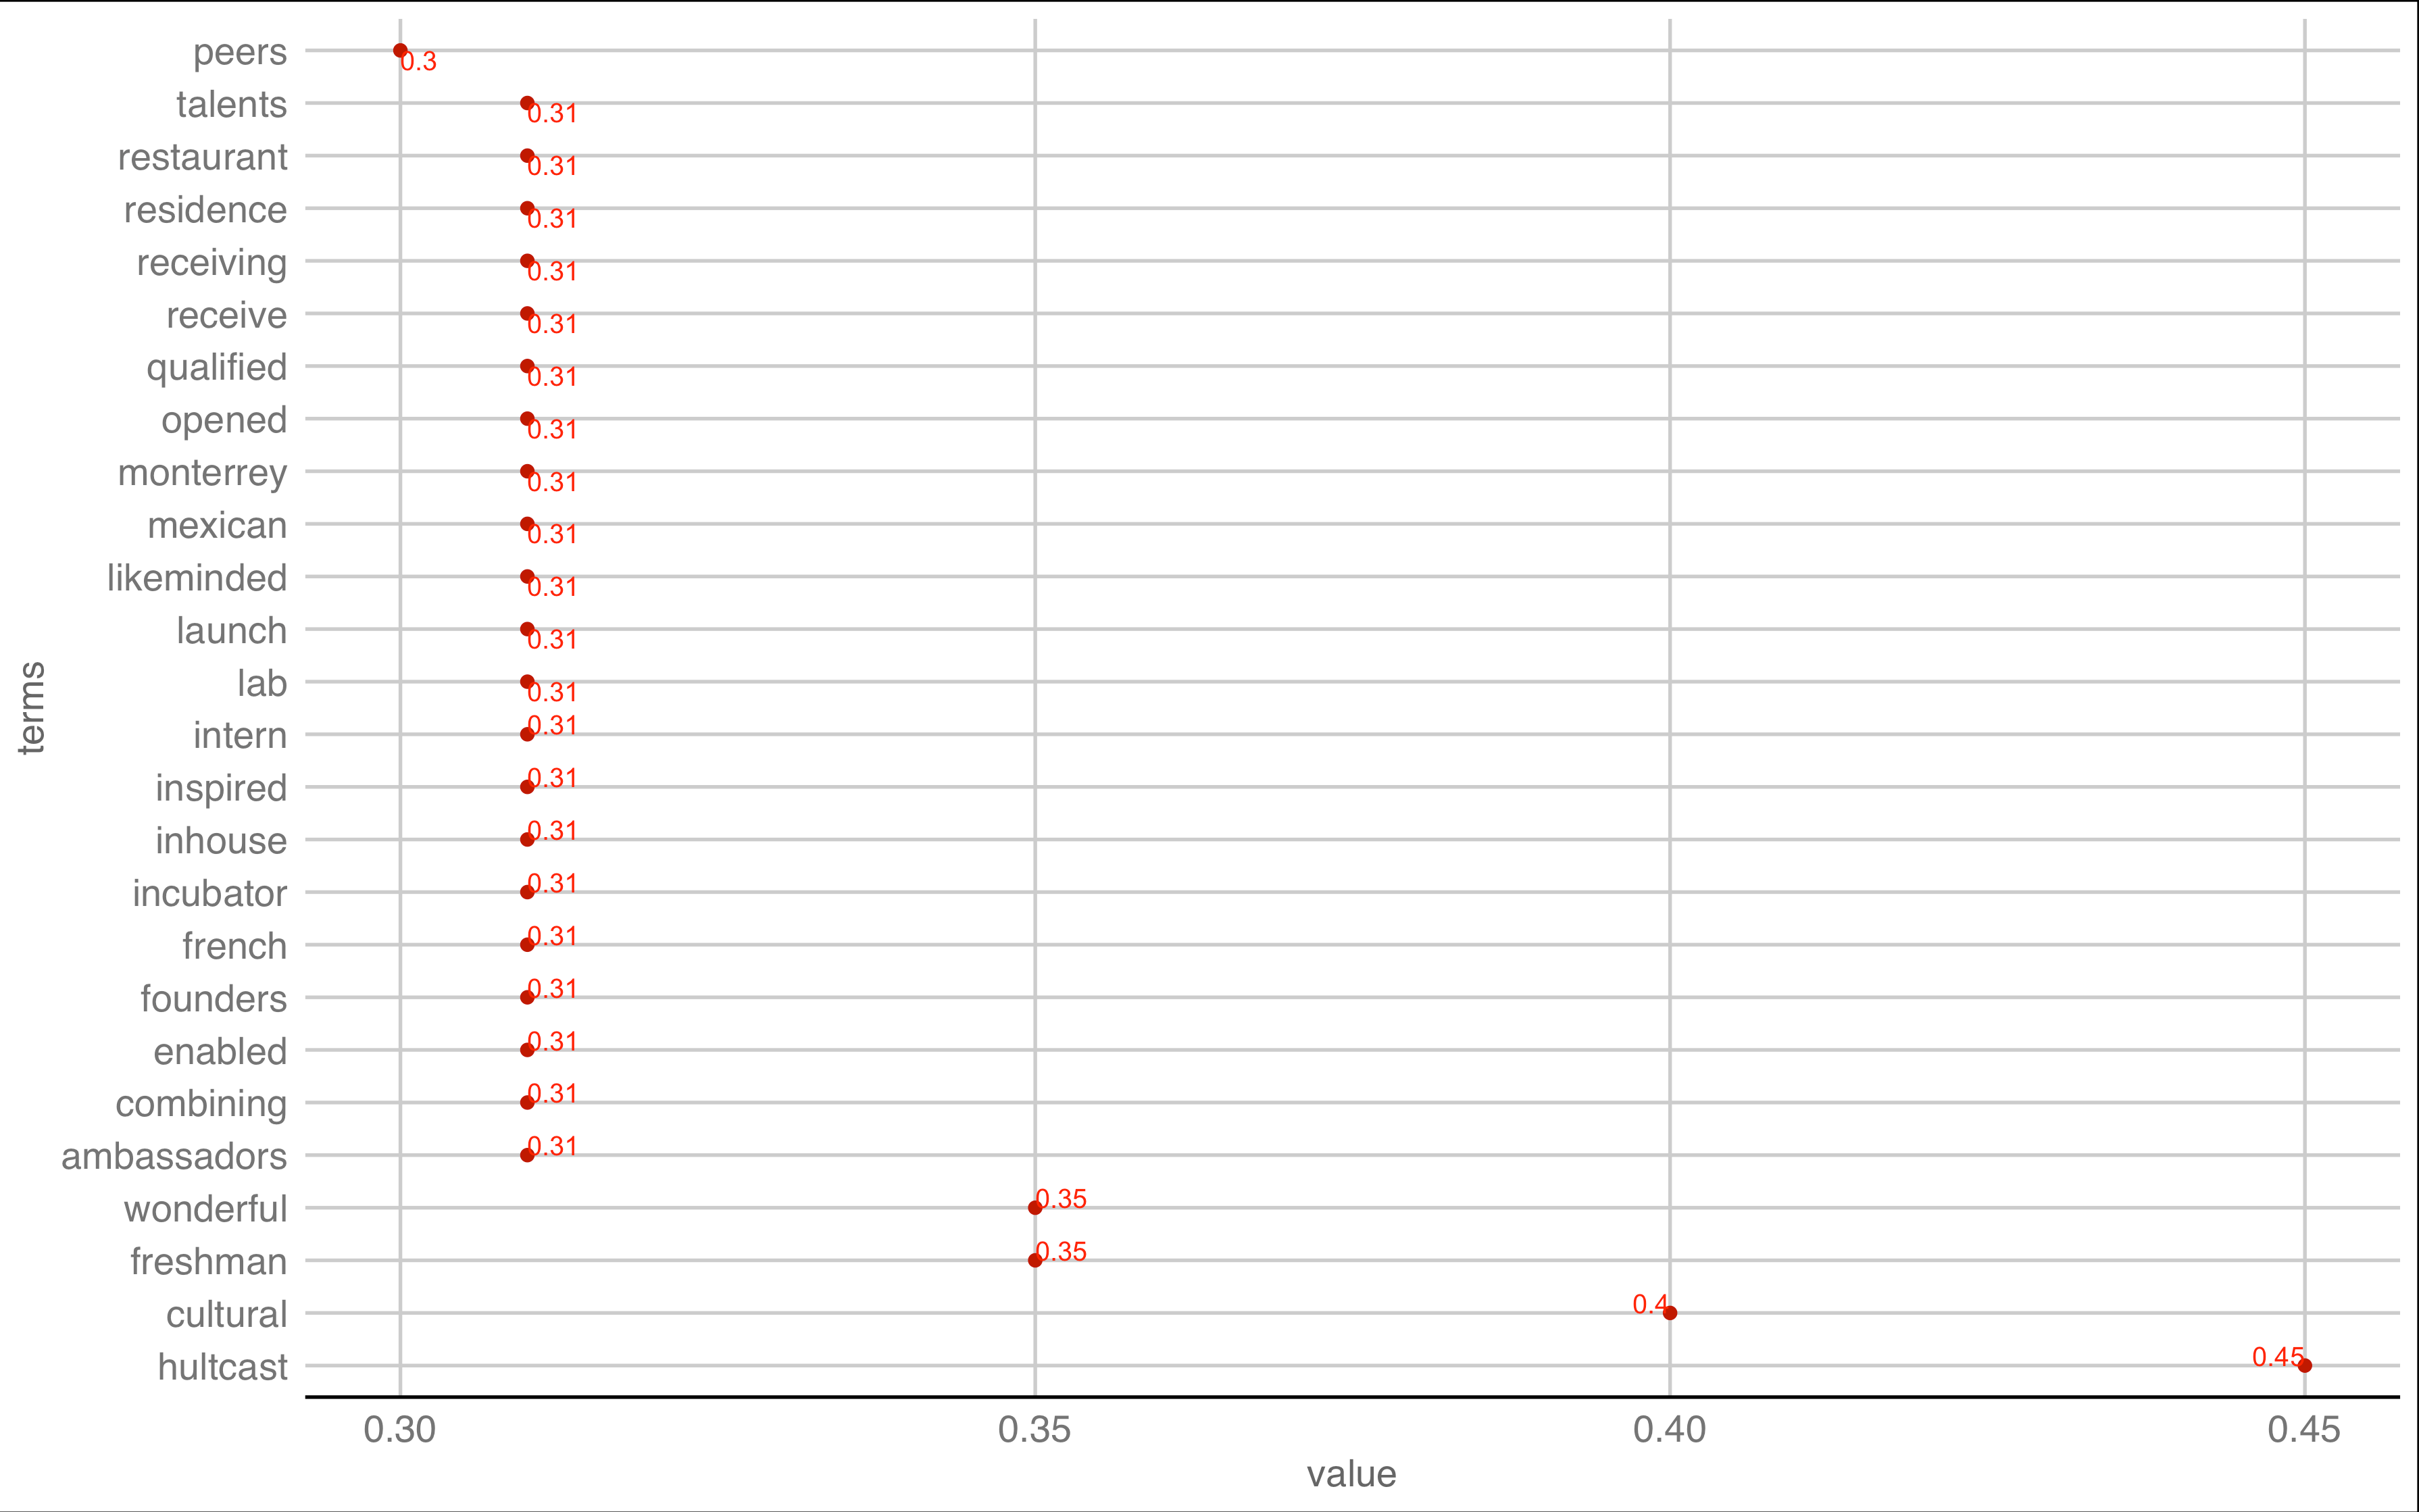 peers 0.3
talents 0.31
restaurant 0.31
residence 0.31
receiving 0.31
receive 0.31
qualified 0.31
opened 0.31
monterrey 0.31
mexican 0.31
likeminded 0.31
launch 0.31
lab 0.31
intern 0.31
inspired 0.31
inhouse 0.31
incubator 0.31
french 0.31
founders 0.31
enabled 0.31
combining 0.31
ambassadors 0.31
wonderful 0.35
freshman 0.35
cultural 0.4
hultcast 0.45
terms
0.30 0.35 0.40 0.45
value